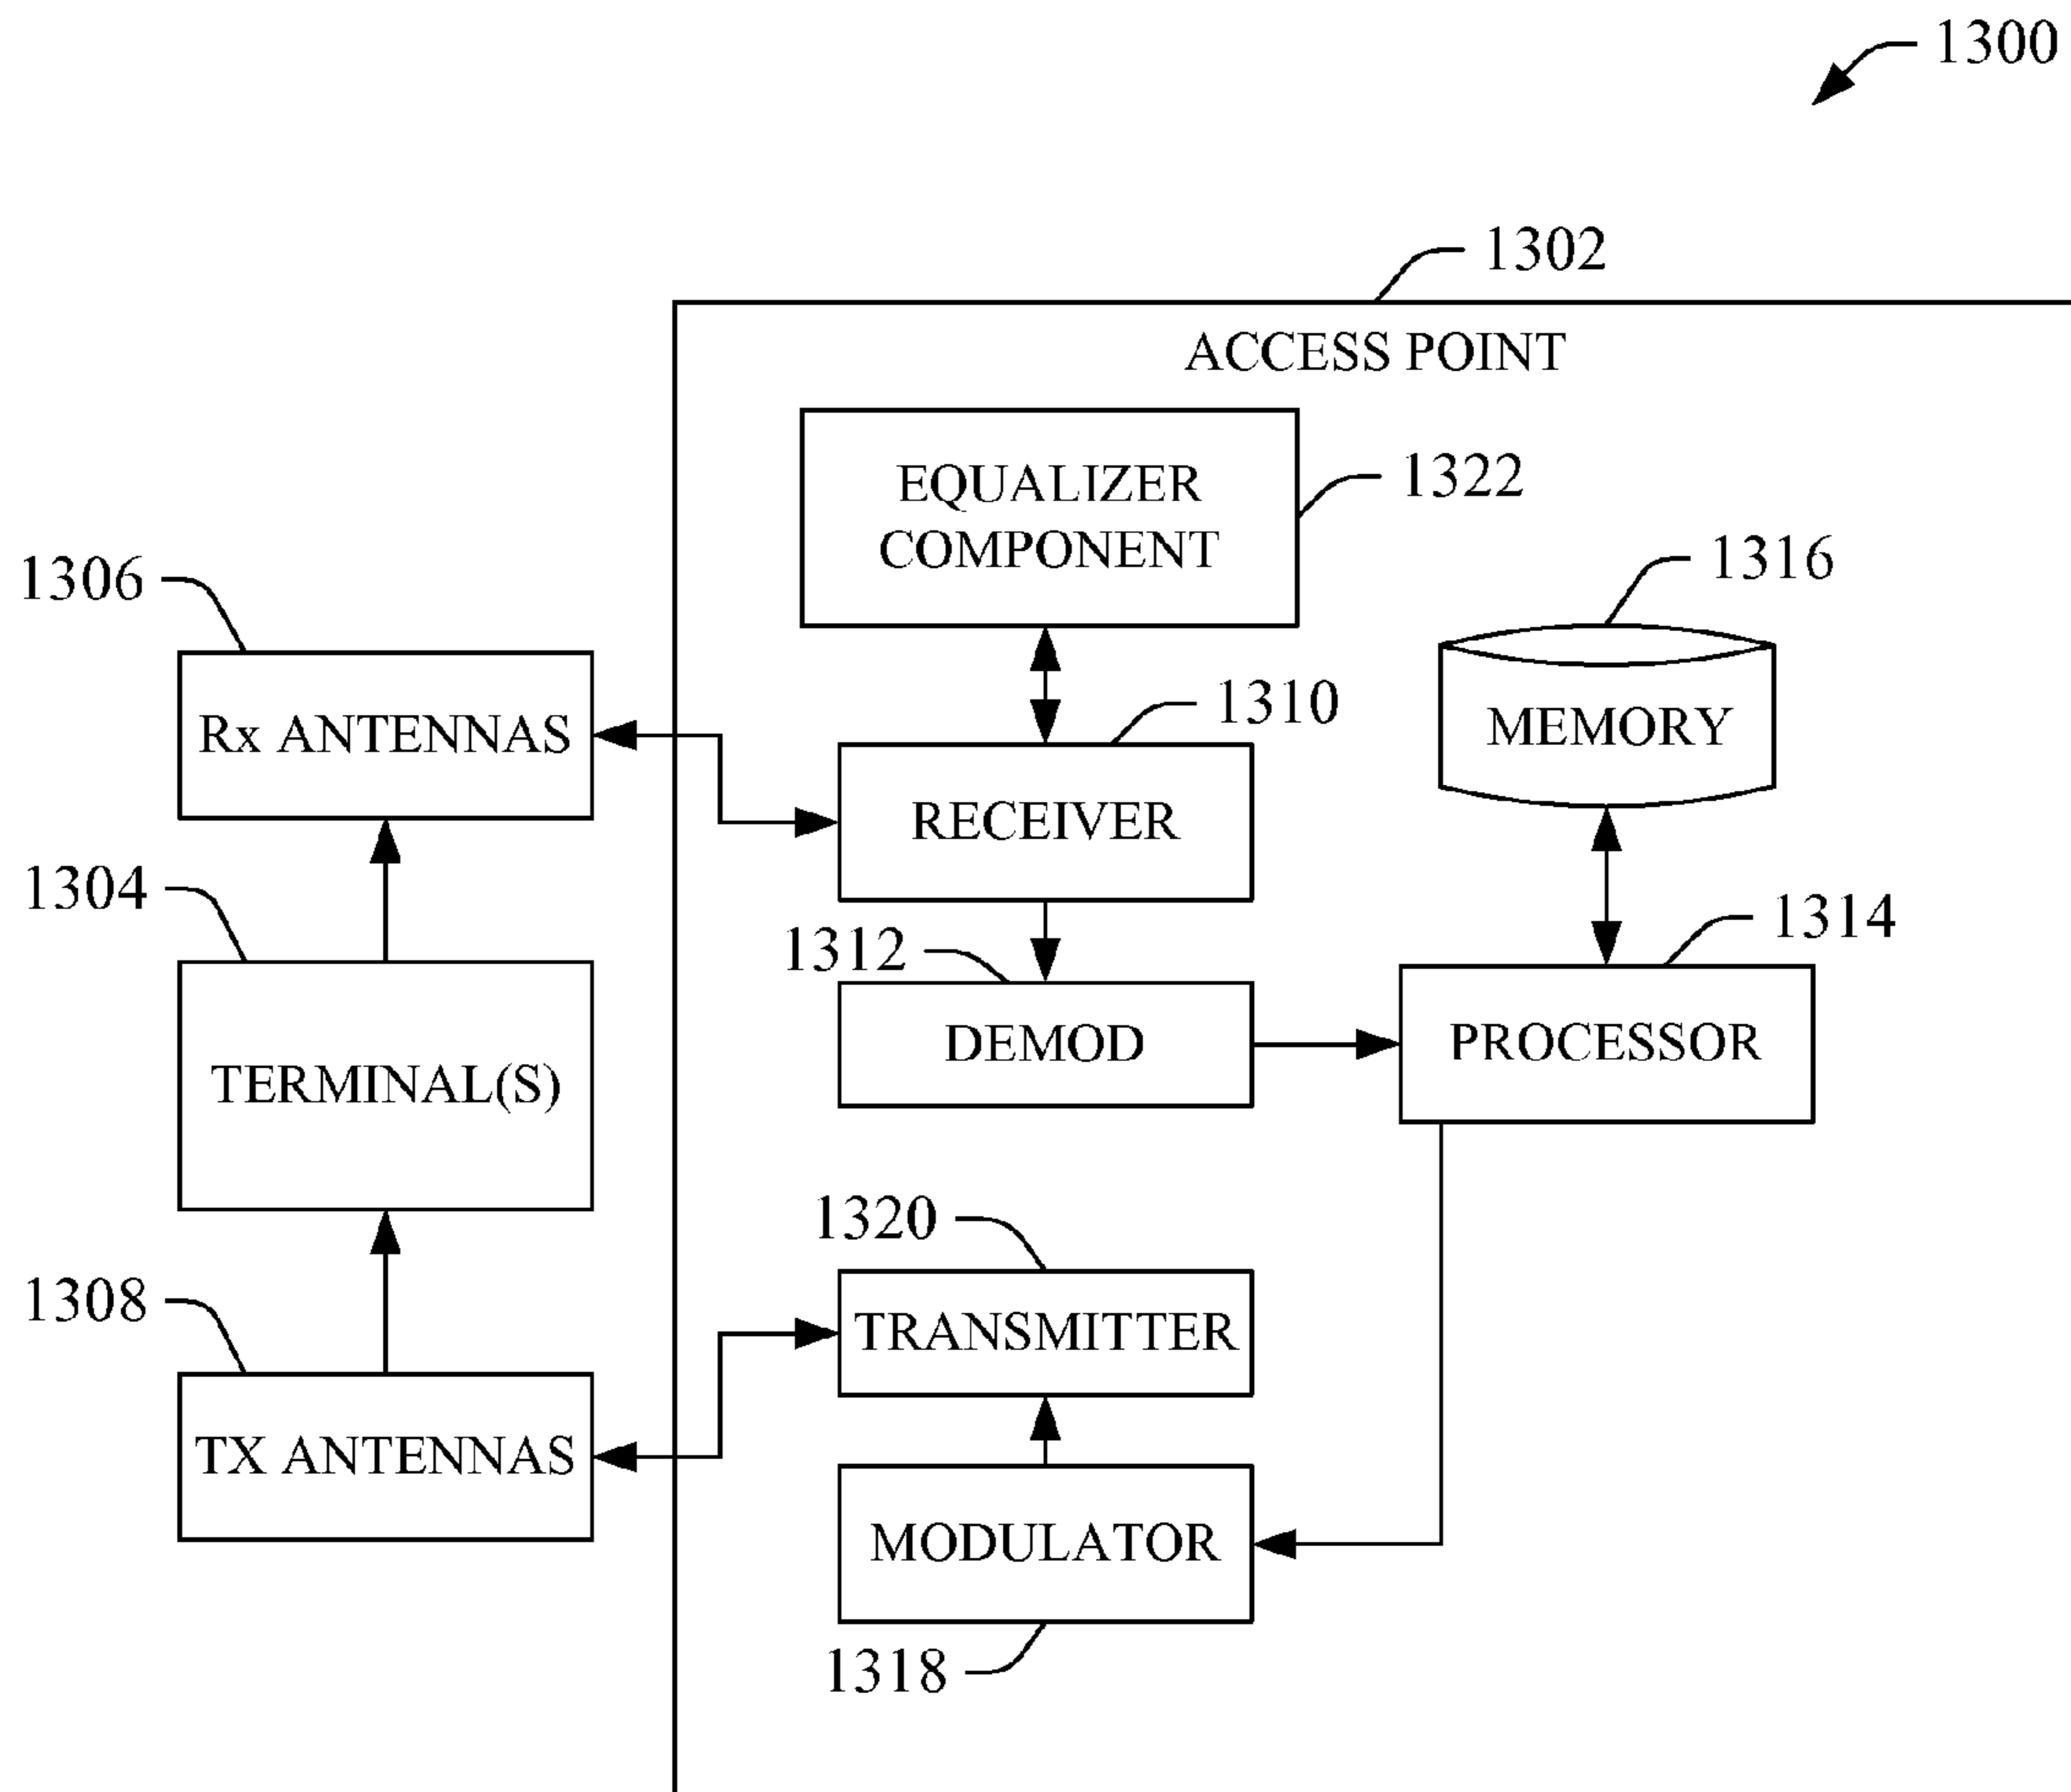 1300
1302
ACCESS POINT
EQUALIZER
COMPONENT
1322
1306
1316
Rx ANTENNAS
1310
MEMORY
RECEIVER
1304
1314
1312
TERMINAL(S)
DEMOD
PROCESSOR
1320
1308
TRANSMITTER
TX ANTENNAS
MODULATOR
1318